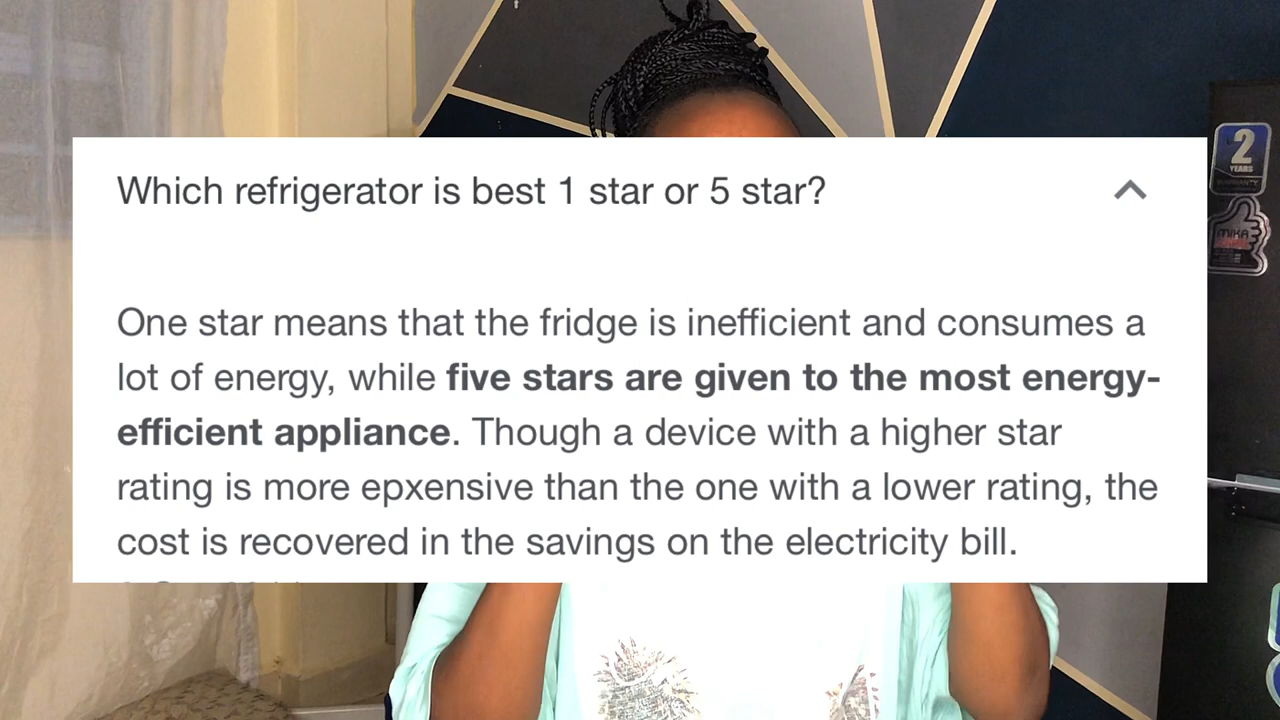 Which refrigerator is best 1 star or 5 star?
One star means that the fridge is inefficient and consumes a
lot of energy, while five stars are given to the most energy-
efficient appliance. Though a device with a higher star
rating is more epxensive than the one with a lower rating, the
cost is recovered in the savings on the electricity bill.
2
YEARS
WARRANTY
MIKA